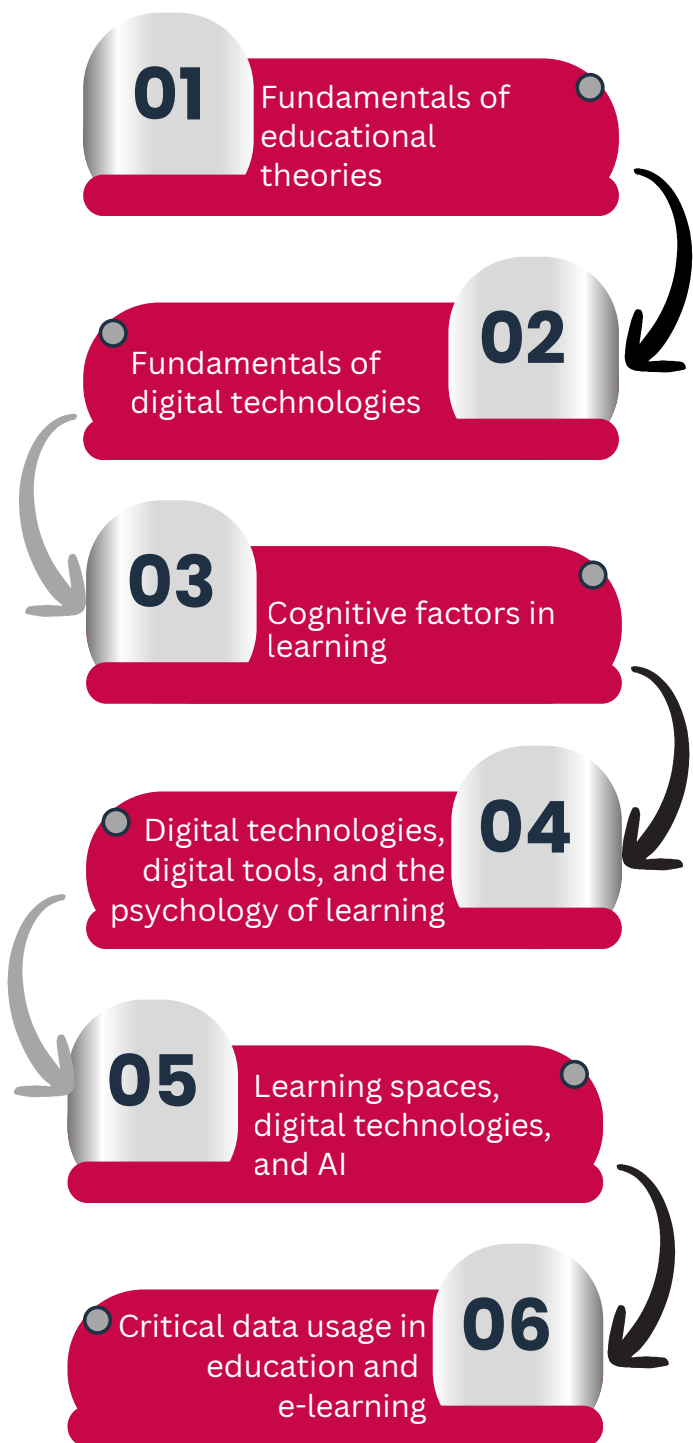 01
Fundamentals of
educational
theories
02
Fundamentals of
digital technologies
03
Cognitive factors in
learning
04
Digital technologies,
digital tools, and the
psychology of learning
05
Learning spaces,
digital technologies,
and AI
06
Critical data usage in
education and
e-learning